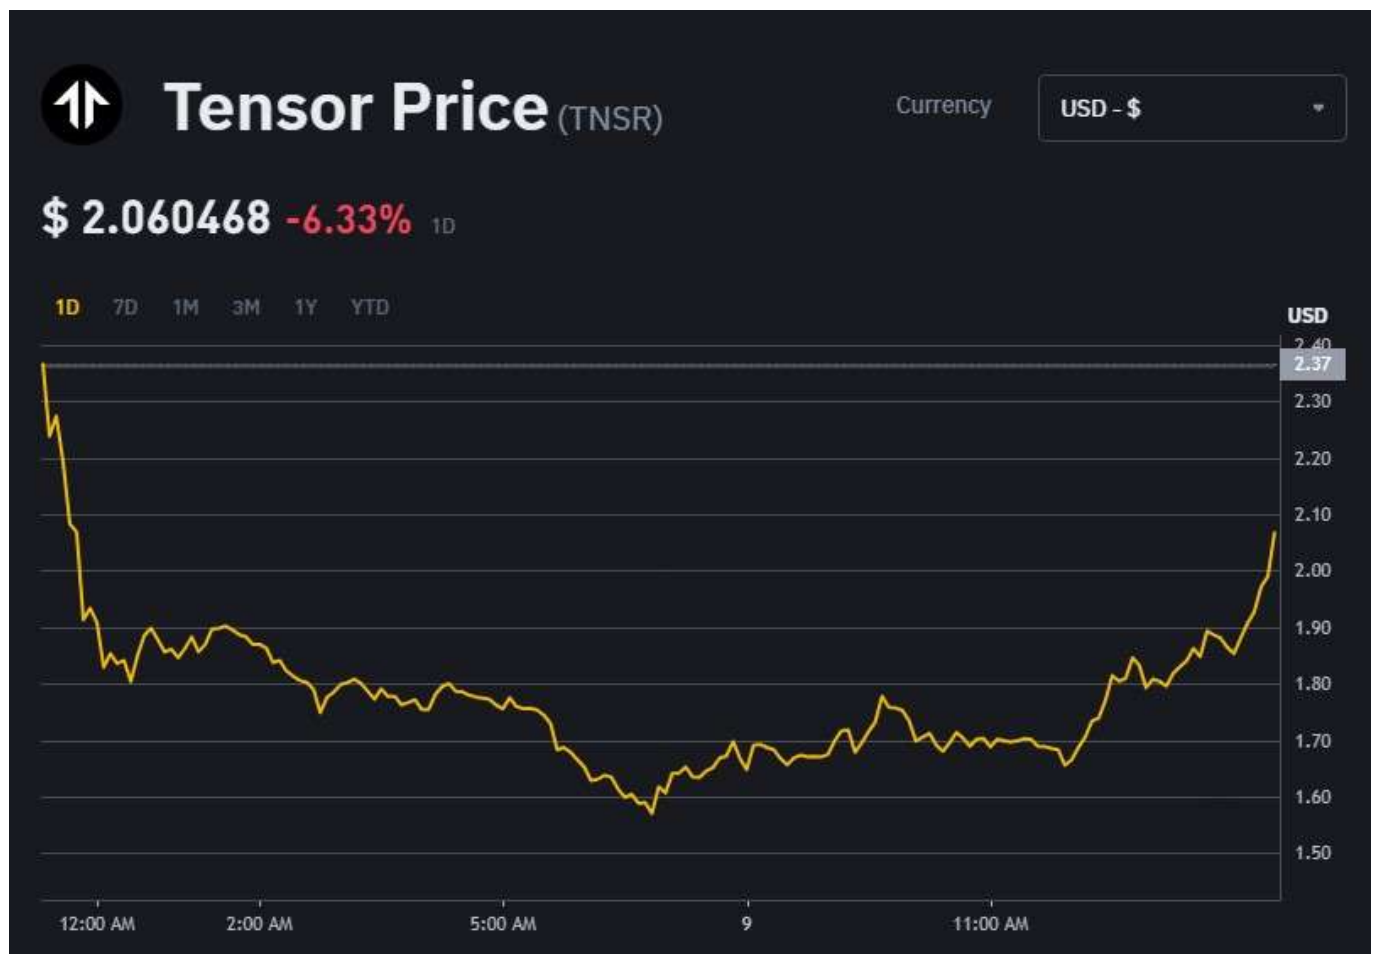 Tensor Price (TNSR)
Currency
USD - $
$ 2.060468 -6.33% 1D
1D 7D 1M 3M 1Y YTD
USD
2.40
2.37
2.30
2.20
2.10
2.00
1.90
1.80
1.70
1.60
1.50
12:00 AM 2:00 AM 5:00 AM 9 11:00 AM